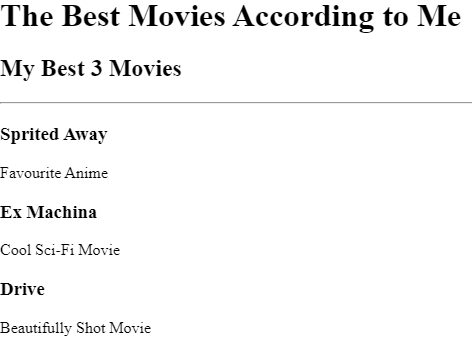 The Best Movies According to Me
My Best 3 Movies
Sprited Away
Favourite Anime
Ex Machina
Cool Sci-Fi Movie
Drive
Beautifully Shot Movie